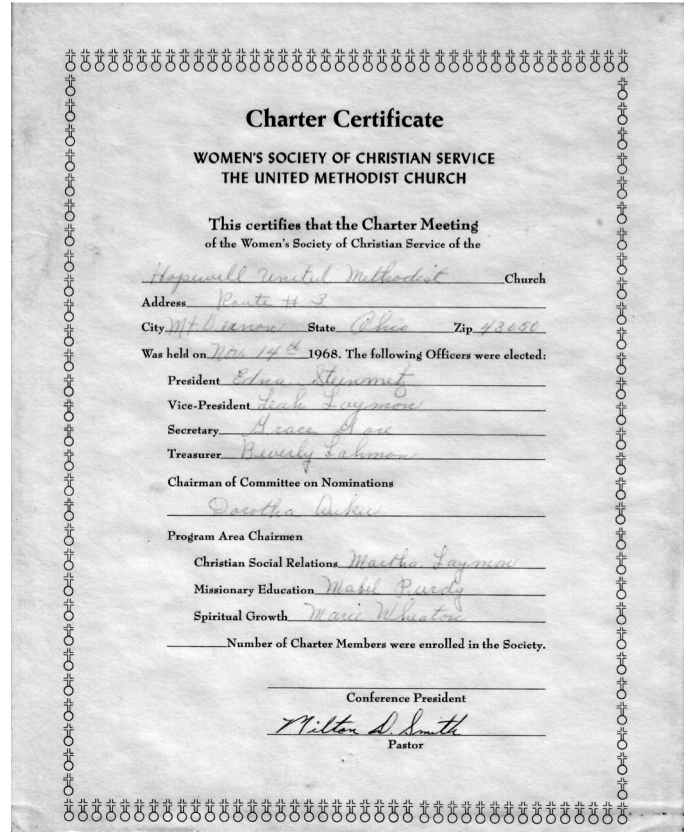 Charter Certificate
WOMEN'S SOCIETY OF CHRISTIAN SERVICE
THE UNITED METHODIST CHURCH
This certifies that the Charter Meeting
of the Women's Society of Christian Service of the
Hopewell United Methodist Church
Address Route # 3
City Mt. Vernon State Ohio Zip 43050
Was held on Nov. 14th 1968. The following Officers were elected:
President Edna Steinmetz
Vice-President Leah Laymon
Secretary Grace
Treasurer Beverly Lahmon
Chairman of Committee on Nominations
Dorotha
Program Area Chairmen
Christian Social Relations Martha Laymon
Missionary Education Mabel Purdy
Spiritual Growth Marie Wheaton
Number of Charter Members were enrolled in the Society.
Conference President
Milton D. Smith
Pastor